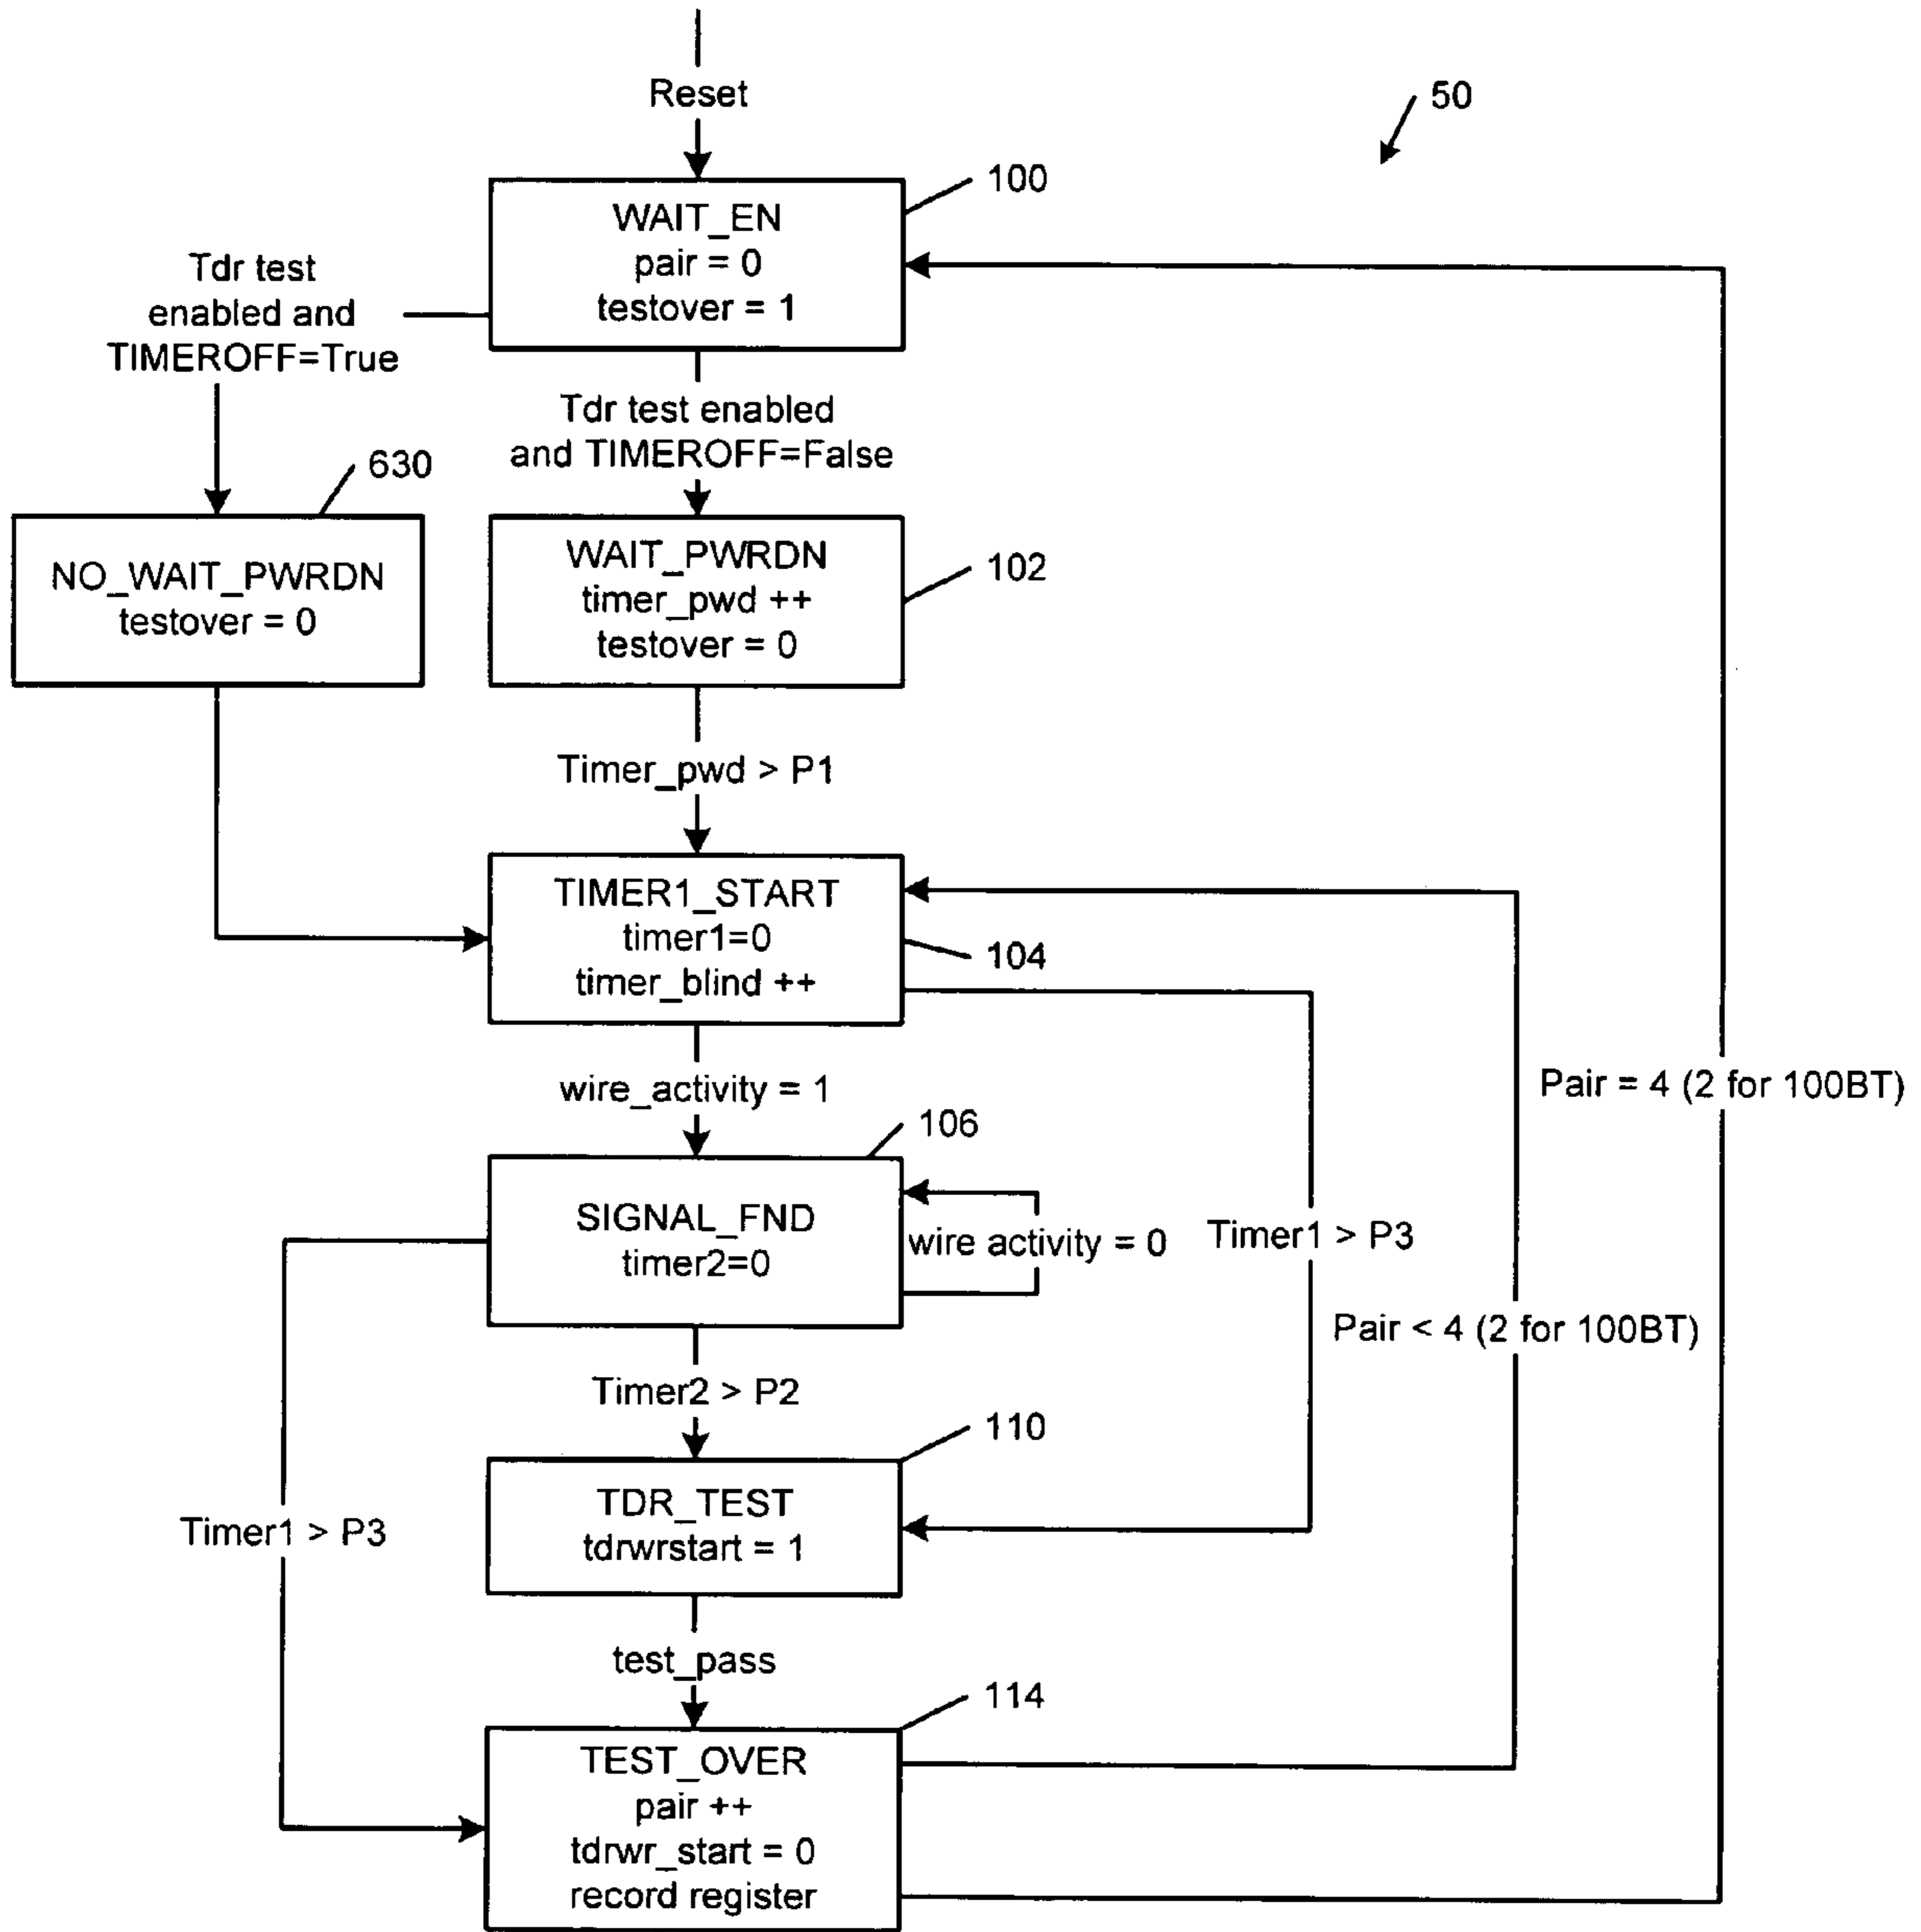 Reset
50
100
WAIT_EN
pair = 0
testover = 1
Tdr test
enabled and
TIMEROFF=True
Tdr test enabled
and TIMEROFF=False
630
NO_WAIT_PWRDN
testover = 0
WAIT_PWRDN
timer_pwd ++
testover = 0
102
Timer_pwd > P1
TIMER1_START
timer1=0
timer_blind ++
104
wire_activity = 1
Pair = 4 (2 for 100BT)
106
SIGNAL_FND
timer2=0
wire activity = 0
Timer1 > P3
Pair < 4 (2 for 100BT)
Timer2 > P2
110
TDR_TEST
tdrwrstart = 1
Timer1 > P3
test_pass
114
TEST_OVER
pair ++
tdrwr_start = 0
record register